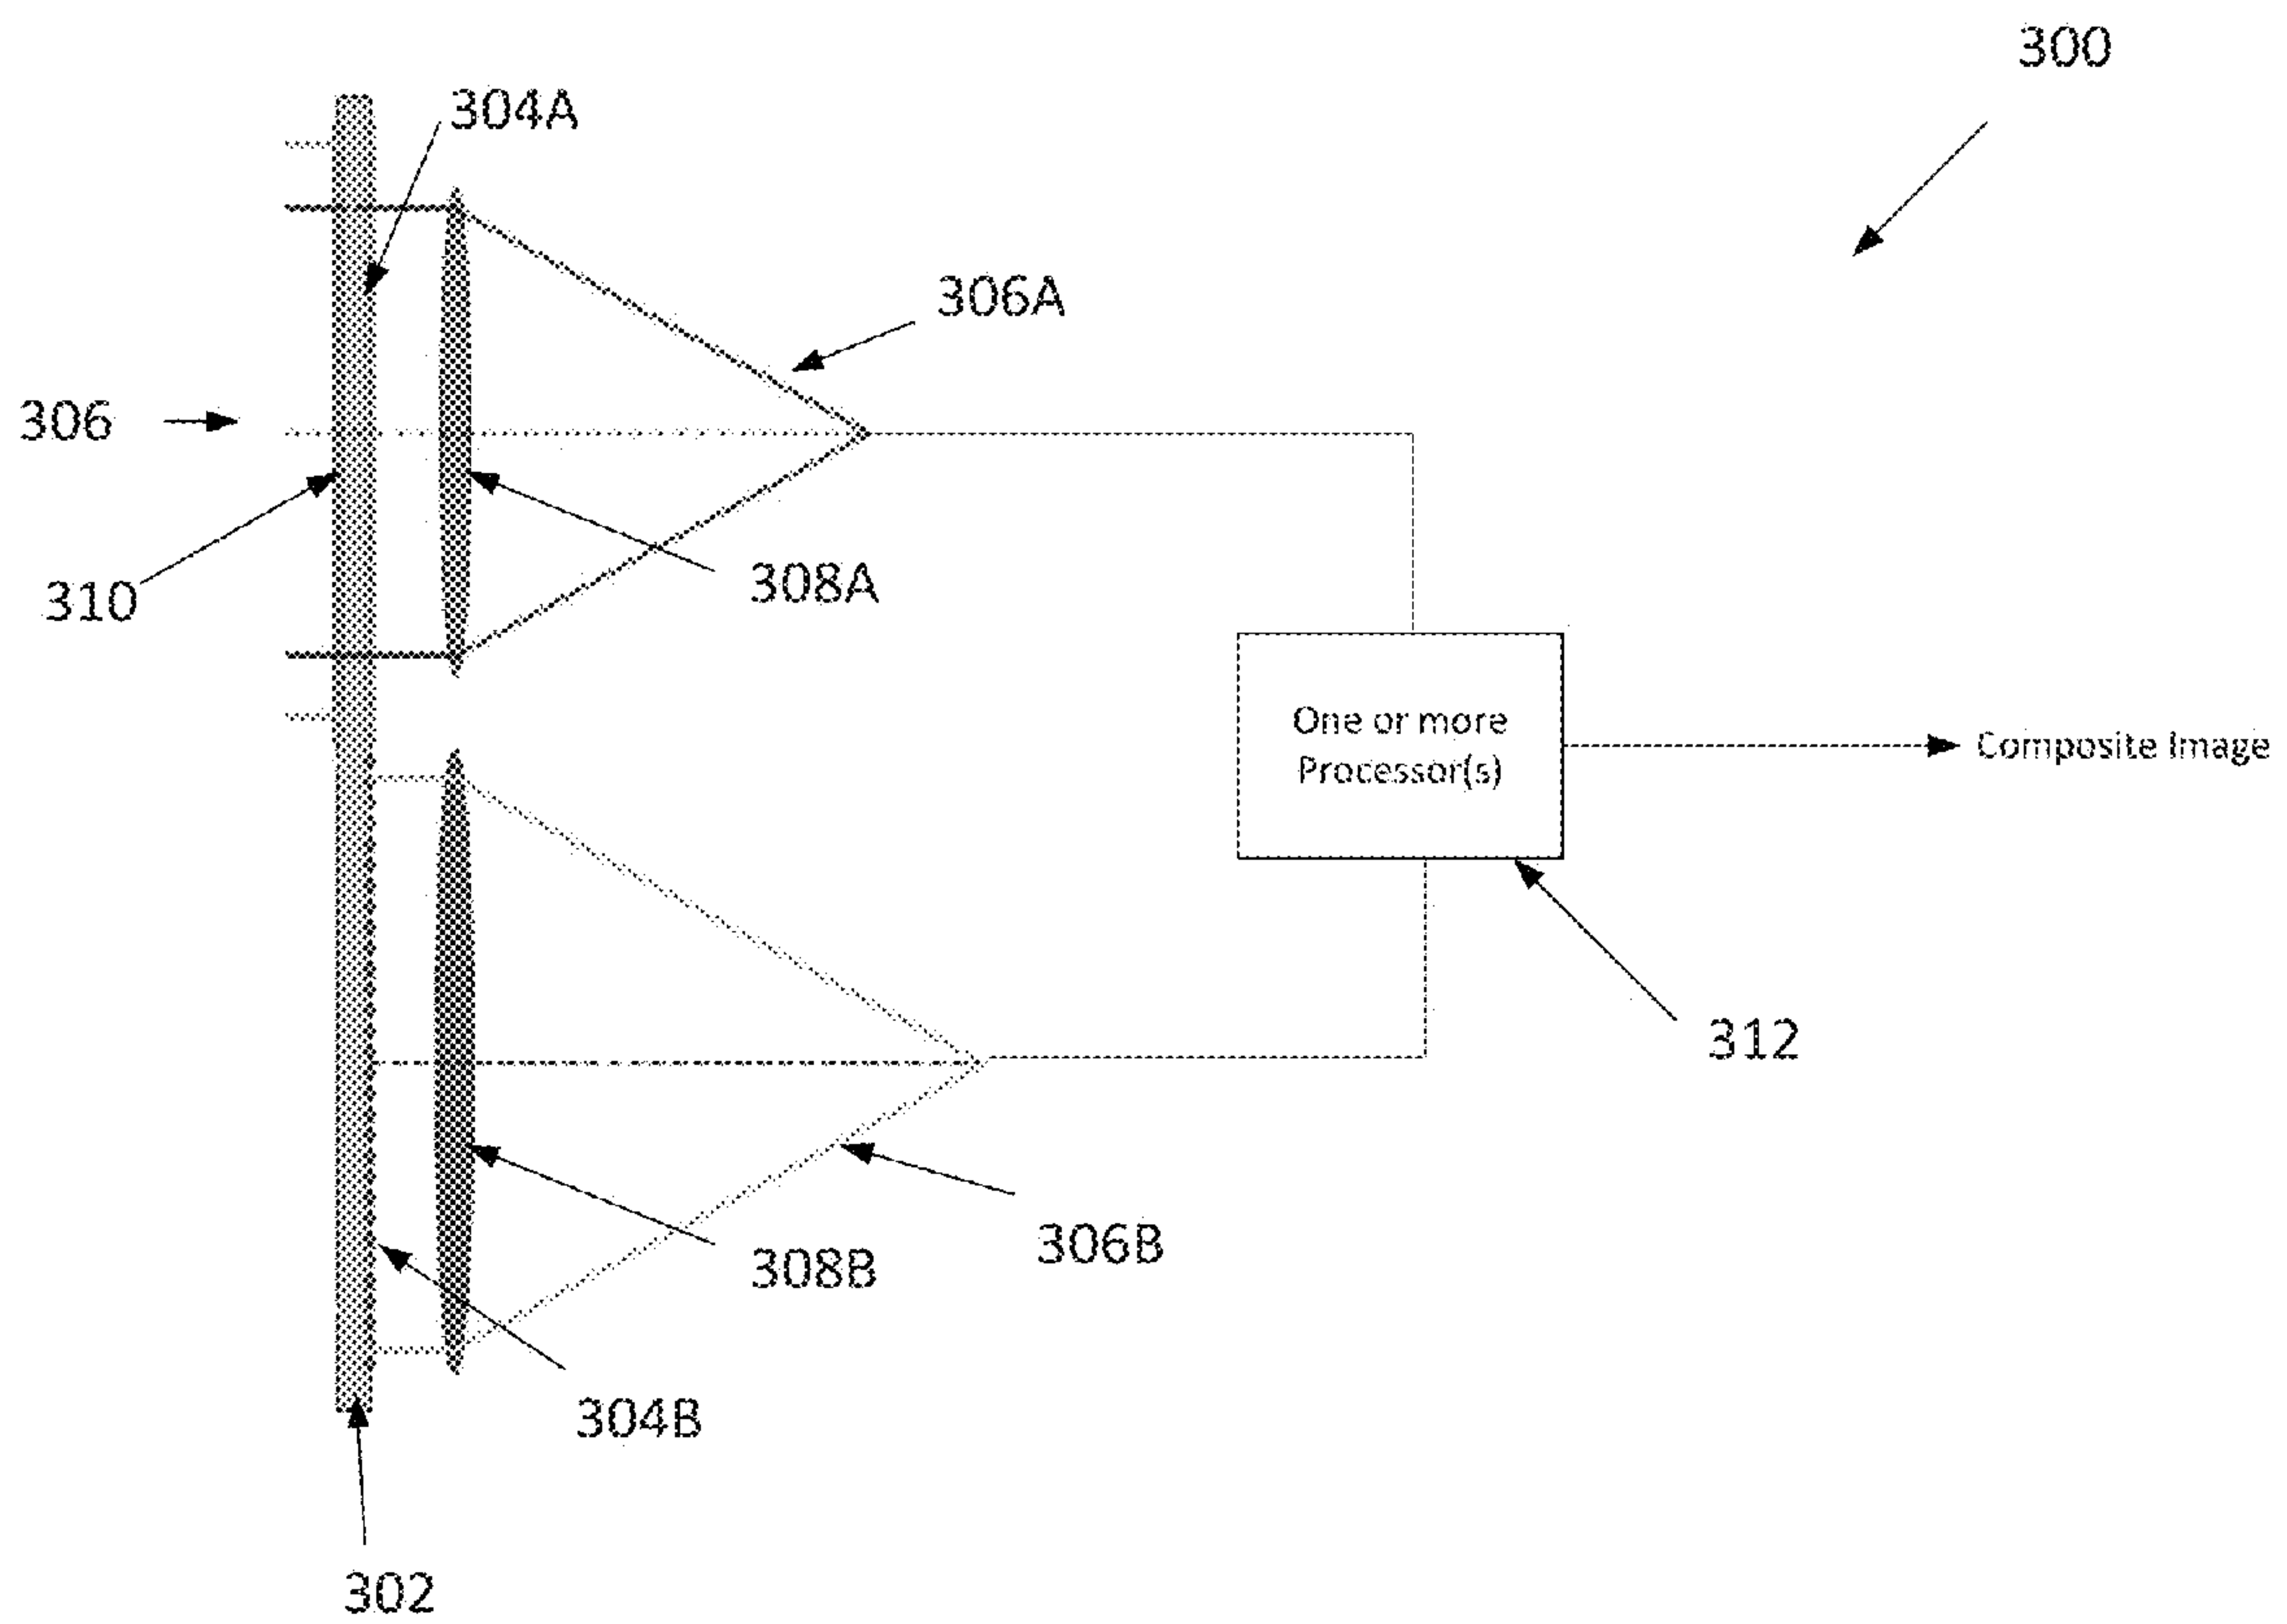 300
304A
306A
306
308A
310
One or more
Processor(s)
Composite Image
312
306B
308B
304B
302